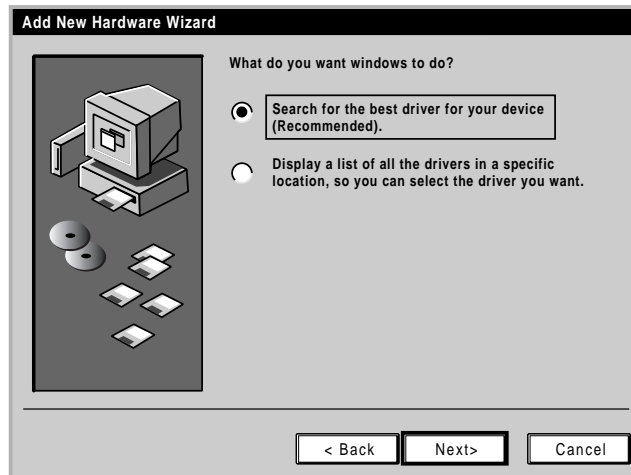 Add New Hardware Wizard
What do you want windows to do?
Search for the best driver for your device
(Recommended).
Display a list of all the drivers in a specific
location, so you can select the driver you want.
< Back
Next>
Cancel